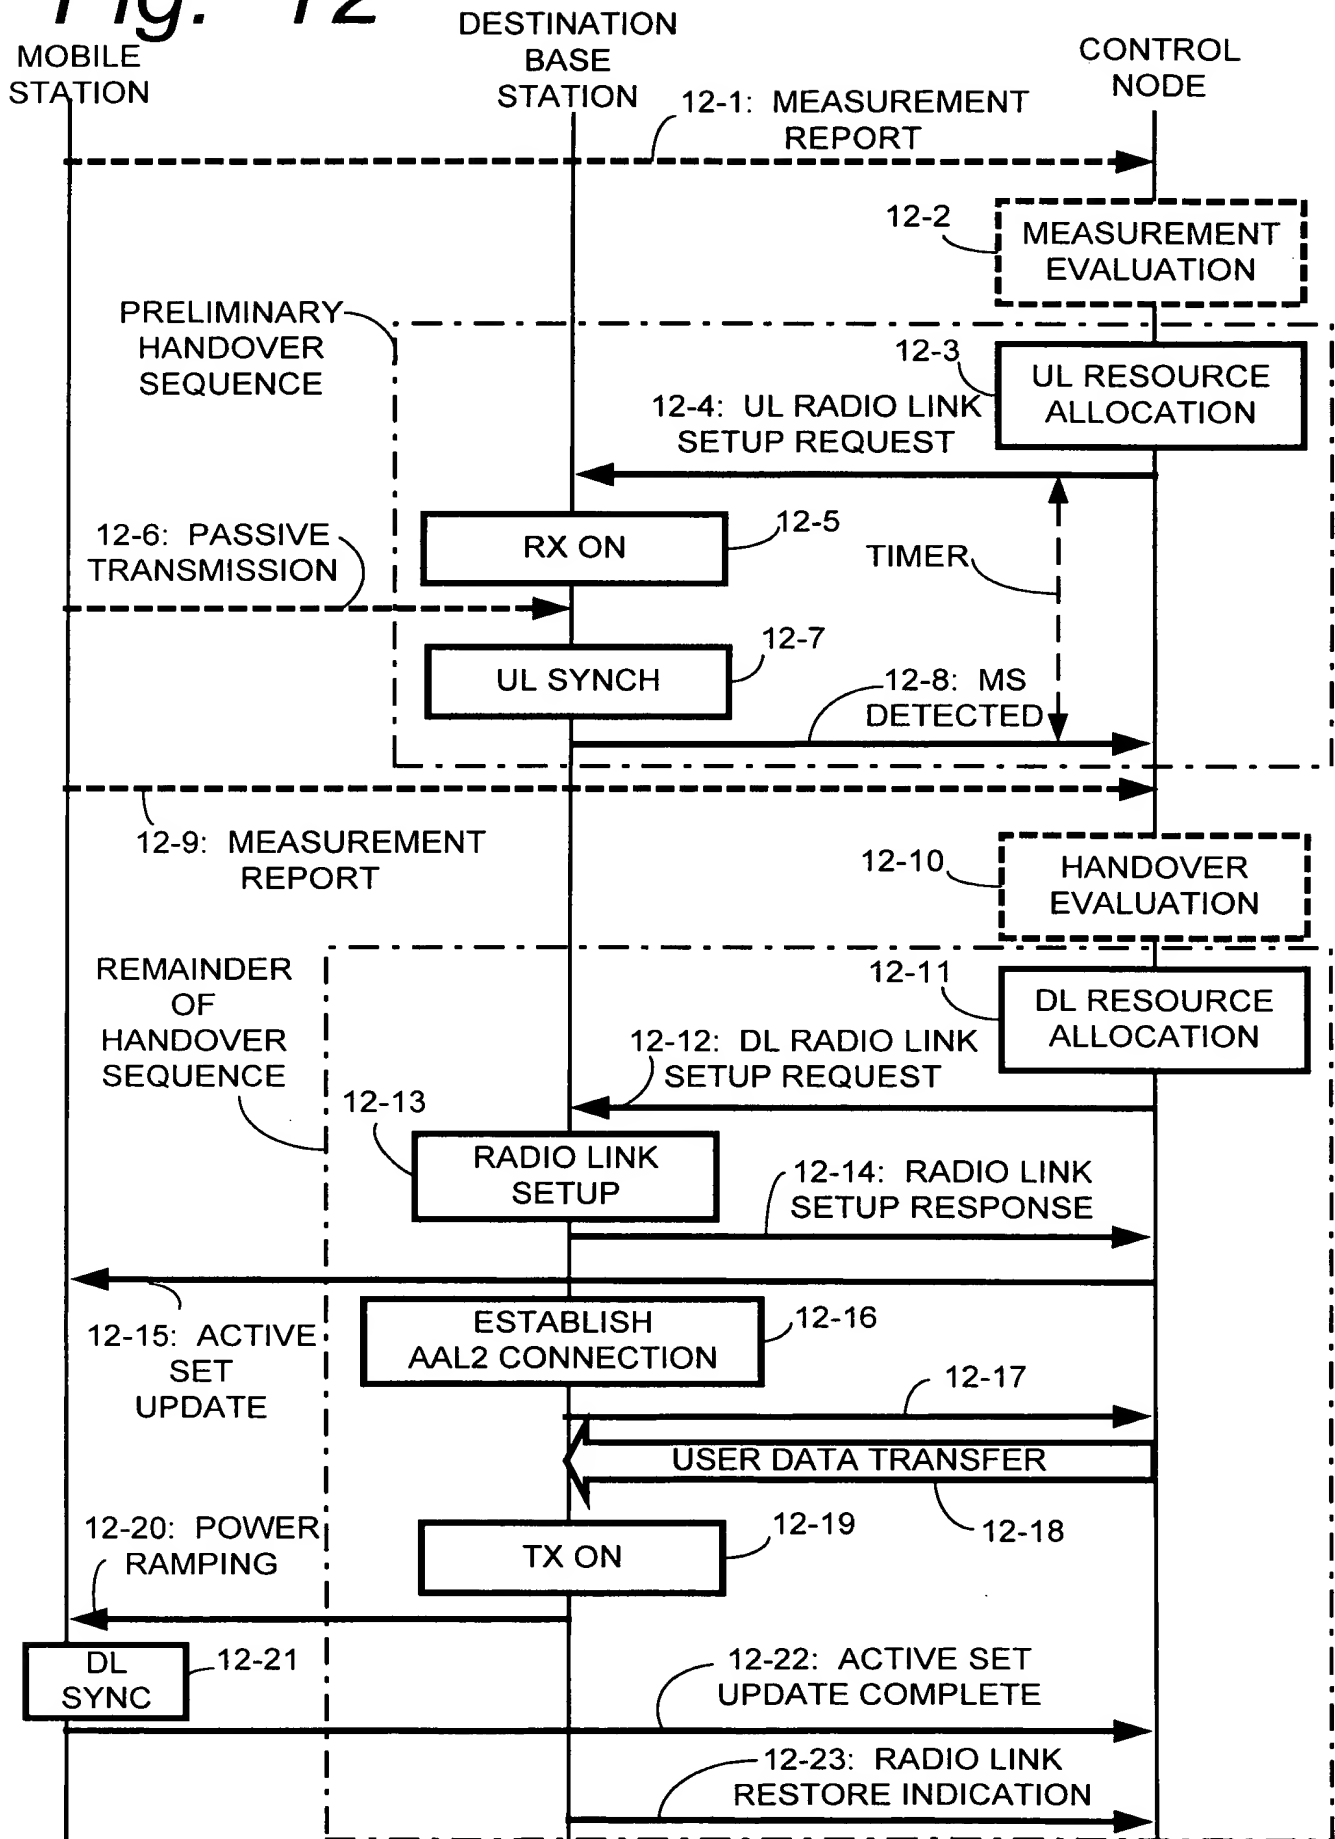 Fig. 12
MOBILE
STATION
DESTINATION
BASE
STATION
CONTROL
NODE
12-1: MEASUREMENT
REPORT
12-2
MEASUREMENT
EVALUATION
PRELIMINARY
HANDOVER
SEQUENCE
12-3
UL RESOURCE
ALLOCATION
12-4: UL RADIO LINK
SETUP REQUEST
RX ON
12-5
12-6: PASSIVE
TRANSMISSION
TIMER
UL SYNCH
12-7
12-8: MS
DETECTED
12-9: MEASUREMENT
REPORT
12-10
HANDOVER
EVALUATION
REMAINDER
OF
HANDOVER
SEQUENCE
12-11
DL RESOURCE
ALLOCATION
12-12: DL RADIO LINK
SETUP REQUEST
12-13
RADIO LINK
SETUP
12-14: RADIO LINK
SETUP RESPONSE
12-15: ACTIVE
SET
UPDATE
ESTABLISH
AAL2 CONNECTION
12-16
12-17
USER DATA TRANSFER
12-18
12-19
TX ON
12-20: POWER
RAMPING
DL
SYNC
12-21
12-22: ACTIVE SET
UPDATE COMPLETE
12-23: RADIO LINK
RESTORE INDICATION